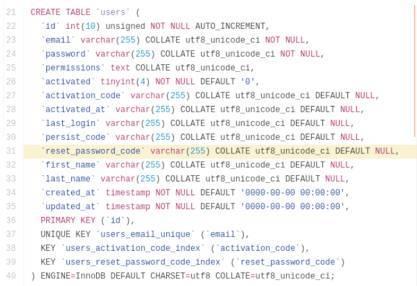 21 CREATE TABLE `users` (
22 `id` int(10) unsigned NOT NULL AUTO_INCREMENT,
23 `email` varchar(255) COLLATE utf8_unicode_ci NOT NULL,
24 `password` varchar(255) COLLATE utf8_unicode_ci NOT NULL,
25 `permissions` text COLLATE utf8_unicode_ci,
26 `activated` tinyint(4) NOT NULL DEFAULT '0',
27 `activation_code` varchar(255) COLLATE utf8_unicode_ci DEFAULT NULL,
28 `activated_at` varchar(255) COLLATE utf8_unicode_ci DEFAULT NULL,
29 `last_login` varchar(255) COLLATE utf8_unicode_ci DEFAULT NULL,
30 `persist_code` varchar(255) COLLATE utf8_unicode_ci DEFAULT NULL,
31 `reset_password_code` varchar(255) COLLATE utf8_unicode_ci DEFAULT NULL,
32 `first_name` varchar(255) COLLATE utf8_unicode_ci DEFAULT NULL,
33 `last_name` varchar(255) COLLATE utf8_unicode_ci DEFAULT NULL,
34 `created_at` timestamp NOT NULL DEFAULT '0000-00-00 00:00:00',
35 `updated_at` timestamp NOT NULL DEFAULT '0000-00-00 00:00:00',
36 PRIMARY KEY (`id`),
37 UNIQUE KEY `users_email_unique` (`email`),
38 KEY `users_activation_code_index` (`activation_code`),
39 KEY `users_reset_password_code_index` (`reset_password_code`)
40 ) ENGINE=InnoDB DEFAULT CHARSET=utf8 COLLATE=utf8_unicode_ci;